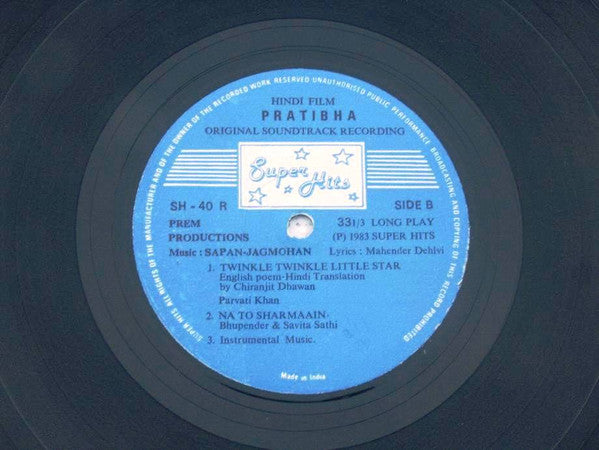 SUPER HITS ALL RIGHTS OF THE MANUFACTURER AND OF THE OWNER OF THE RECORDED WORK RESERVED UNAUTHORISED PUBLIC PERFORMANCE BROADCASTING AND COPYING OF THIS RECORD PROHIBITED
HINDI FILM
PRATIBHA
ORIGINAL SOUNDTRACK RECORDING
Super
Hits
SH - 40 R SIDE B
PREM 331/3 LONG PLAY
PRODUCTIONS (P) 1983 SUPER HITS
Music : SAPAN-JAGMOHAN Lyrics : Mahender Dehlvi
1. TWINKLE TWINKLE LITTLE STAR
English poem-Hindi Translation
by Chiranjit Dhawan
Parvati Khan
2. NA TO SHARMAAIN-
Bhupender & Savita Sathi
3. Instrumental Music.
Made in India